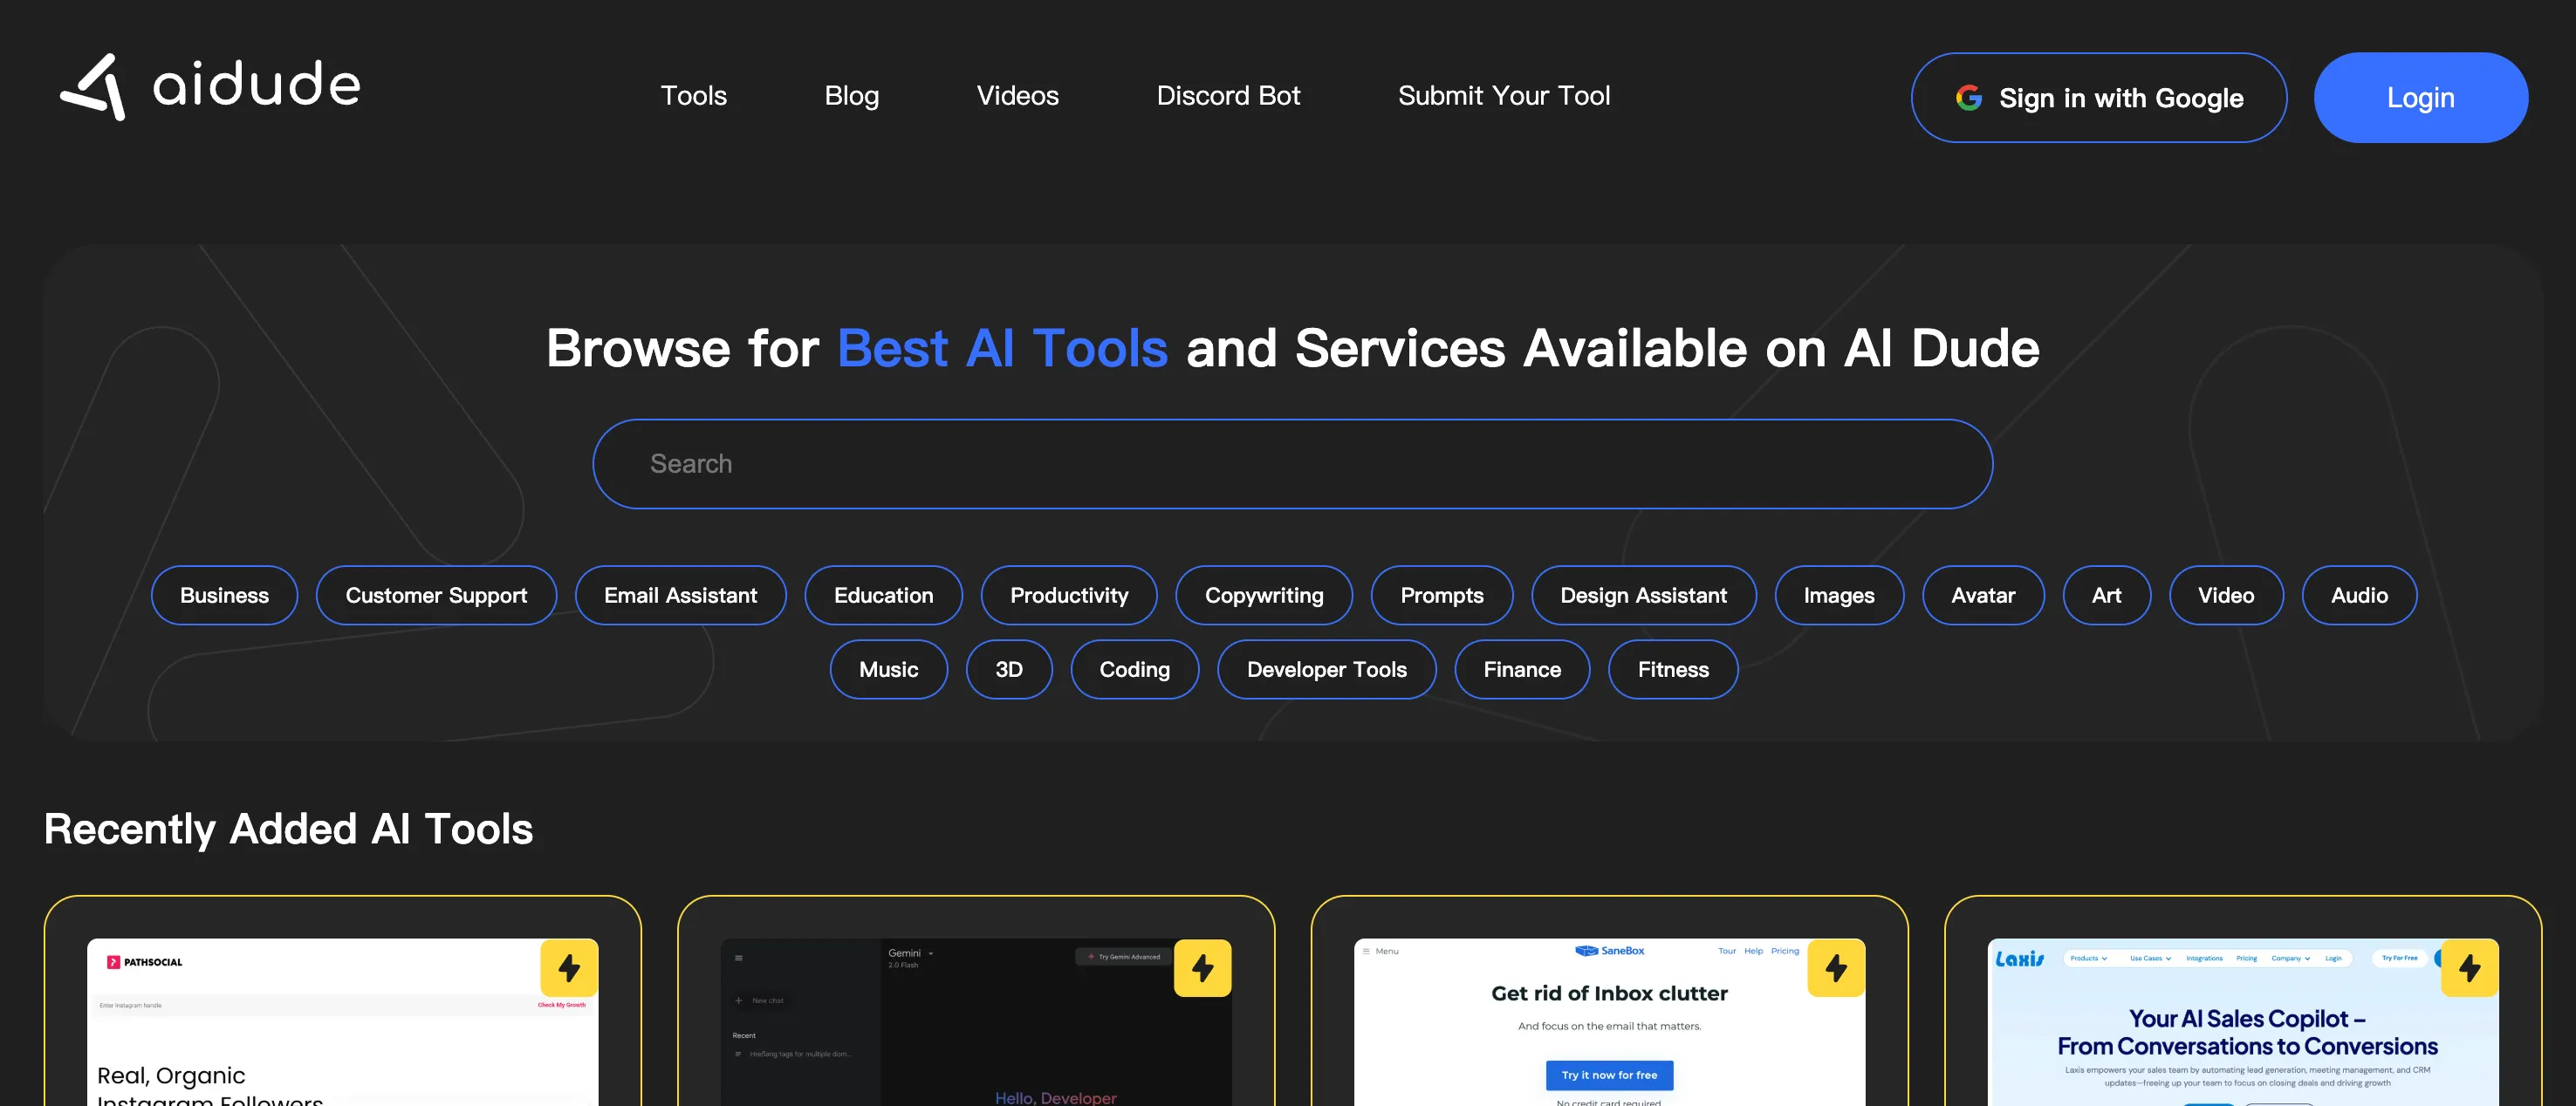 aidude
Tools Blog Videos Discord Bot Submit Your Tool
Sign in with Google Login
Browse for Best AI Tools and Services Available on AI Dude
Search
Business Customer Support Email Assistant Education Productivity Copywriting Prompts Design Assistant Images Avatar Art Video Audio
Music 3D Coding Developer Tools Finance Fitness
Recently Added AI Tools
PATHSOCIAL
Enter Instagram handle Check My Growth
Real, Organic
Instagram Followers
Gemini
2.0 Flash
Try Gemini Advanced
New chat
Recent
Hreflang tags for multiple dom...
Hello, Developer
Menu SaneBox Tour Help Pricing
Get rid of Inbox clutter
And focus on the email that matters.
Try it now for free
No credit card required
Laxis Products Use Cases Integrations Pricing Company Login Try For Free
Your AI Sales Copilot –
From Conversations to Conversions
Laxis empowers your sales team by automating lead generation, meeting management, and CRM
updates—freeing up your team to focus on closing deals and driving growth